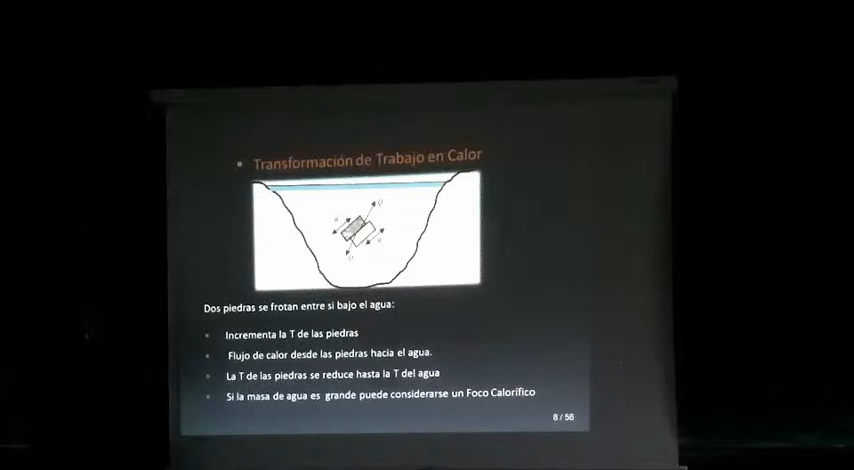 • Transformación de Trabajo en Calor
Q
Dos piedras se frotan entre si bajo el agua:
• Incrementa la T de las piedras
• Flujo de calor desde las piedras hacia el agua.
• La T de las piedras se reduce hasta la T del agua
• Si la masa de agua es grande puede considerarse un Foco Calorífico
8 / 56